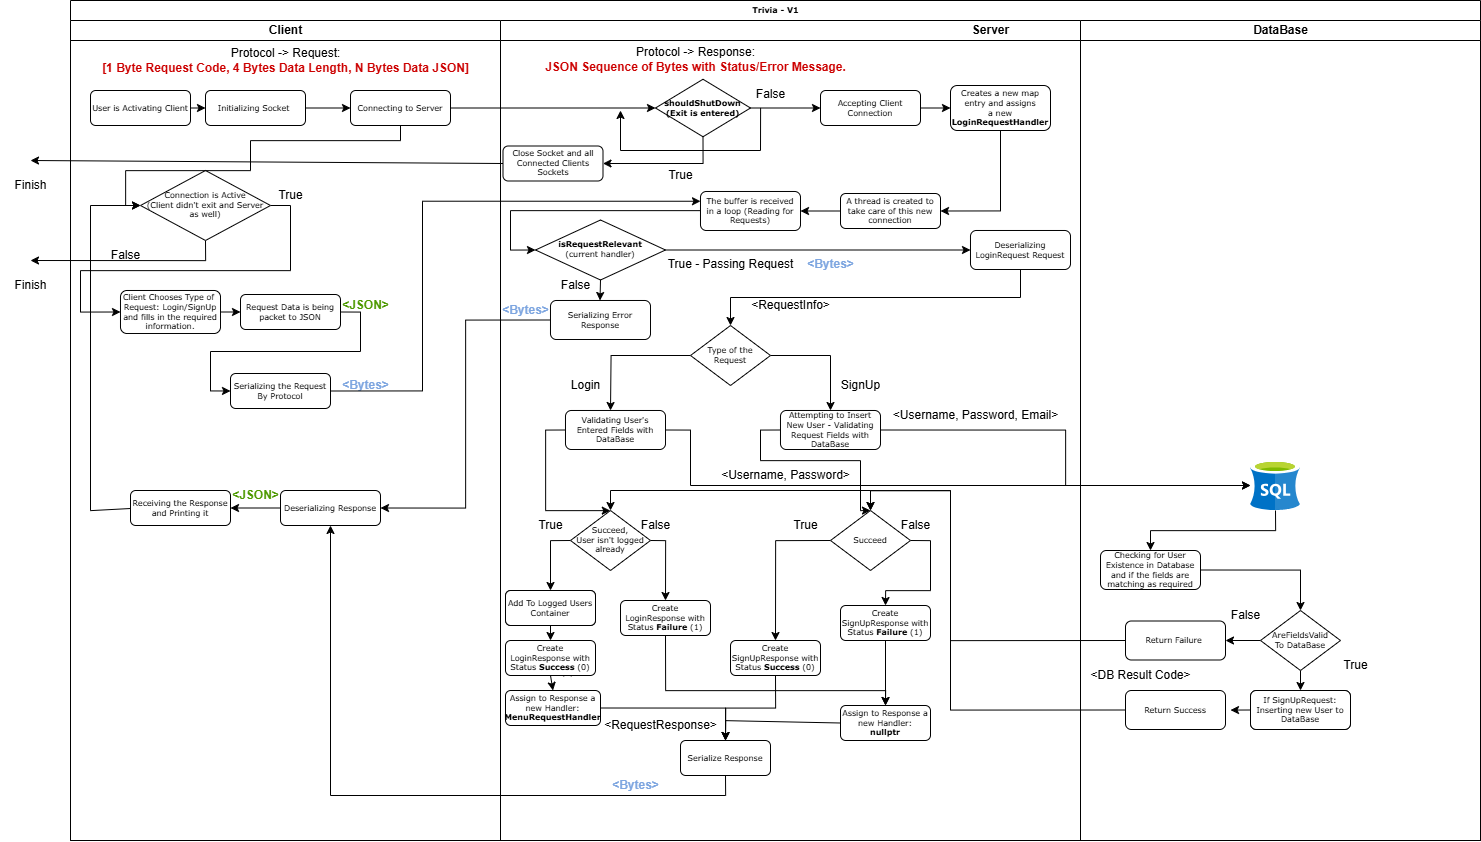 Trivia - V1
Client
Server
DataBase
Protocol -> Request:
[1 Byte Request Code, 4 Bytes Data Length, N Bytes Data JSON]
Protocol -> Response:
JSON Sequence of Bytes with Status/Error Message.
User is Activating Client
Initializing Socket
Connecting to Server
shouldShutDown
(Exit is entered)
False
True
Accepting Client
Connection
Creates a new map
entry and assigns
a new
LoginRequestHandler
Close Socket and all
Connected Clients
Sockets
Finish
Connection is Active
(Client didn't exit and Server
as well)
True
False
Finish
The buffer is received
in a loop (Reading for
Requests)
A thread is created to
take care of this new
connection
isRequestRelevant
(current handler)
True - Passing Request
<Bytes>
False
Deserializing
LoginRequest Request
Client Chooses Type of
Request: Login/SignUp
and fills in the required
information.
Request Data is being
packet to JSON
<JSON>
<Bytes>
Serializing Error
Response
<RequestInfo>
Type of the
Request
Serializing the Request
By Protocol
<Bytes>
Login
SignUp
Validating User's
Entered Fields with
DataBase
Attempting to Insert
New User - Validating
Request Fields with
DataBase
<Username, Password, Email>
<Username, Password>
SQL
Receiving the Response
and Printing it
<JSON>
Deserializing Response
True
Succeed,
User isn't logged
already
False
True
Succeed
False
Checking for User
Existence in Database
and if the fields are
matching as required
Add To Logged Users
Container
Create
LoginResponse with
Status Failure (1)
Create
SignUpResponse with
Status Failure (1)
Create
LoginResponse with
Status Success (0)
Create
SignUpResponse with
Status Success (0)
Return Failure
False
AreFieldsValid
To DataBase
True
<DB Result Code>
Assign to Response a
new Handler:
MenuRequestHandler
<RequestResponse>
Assign to Response a
new Handler:
nullptr
Return Success
If SignUpRequest:
Inserting new User to
DataBase
Serialize Response
<Bytes>